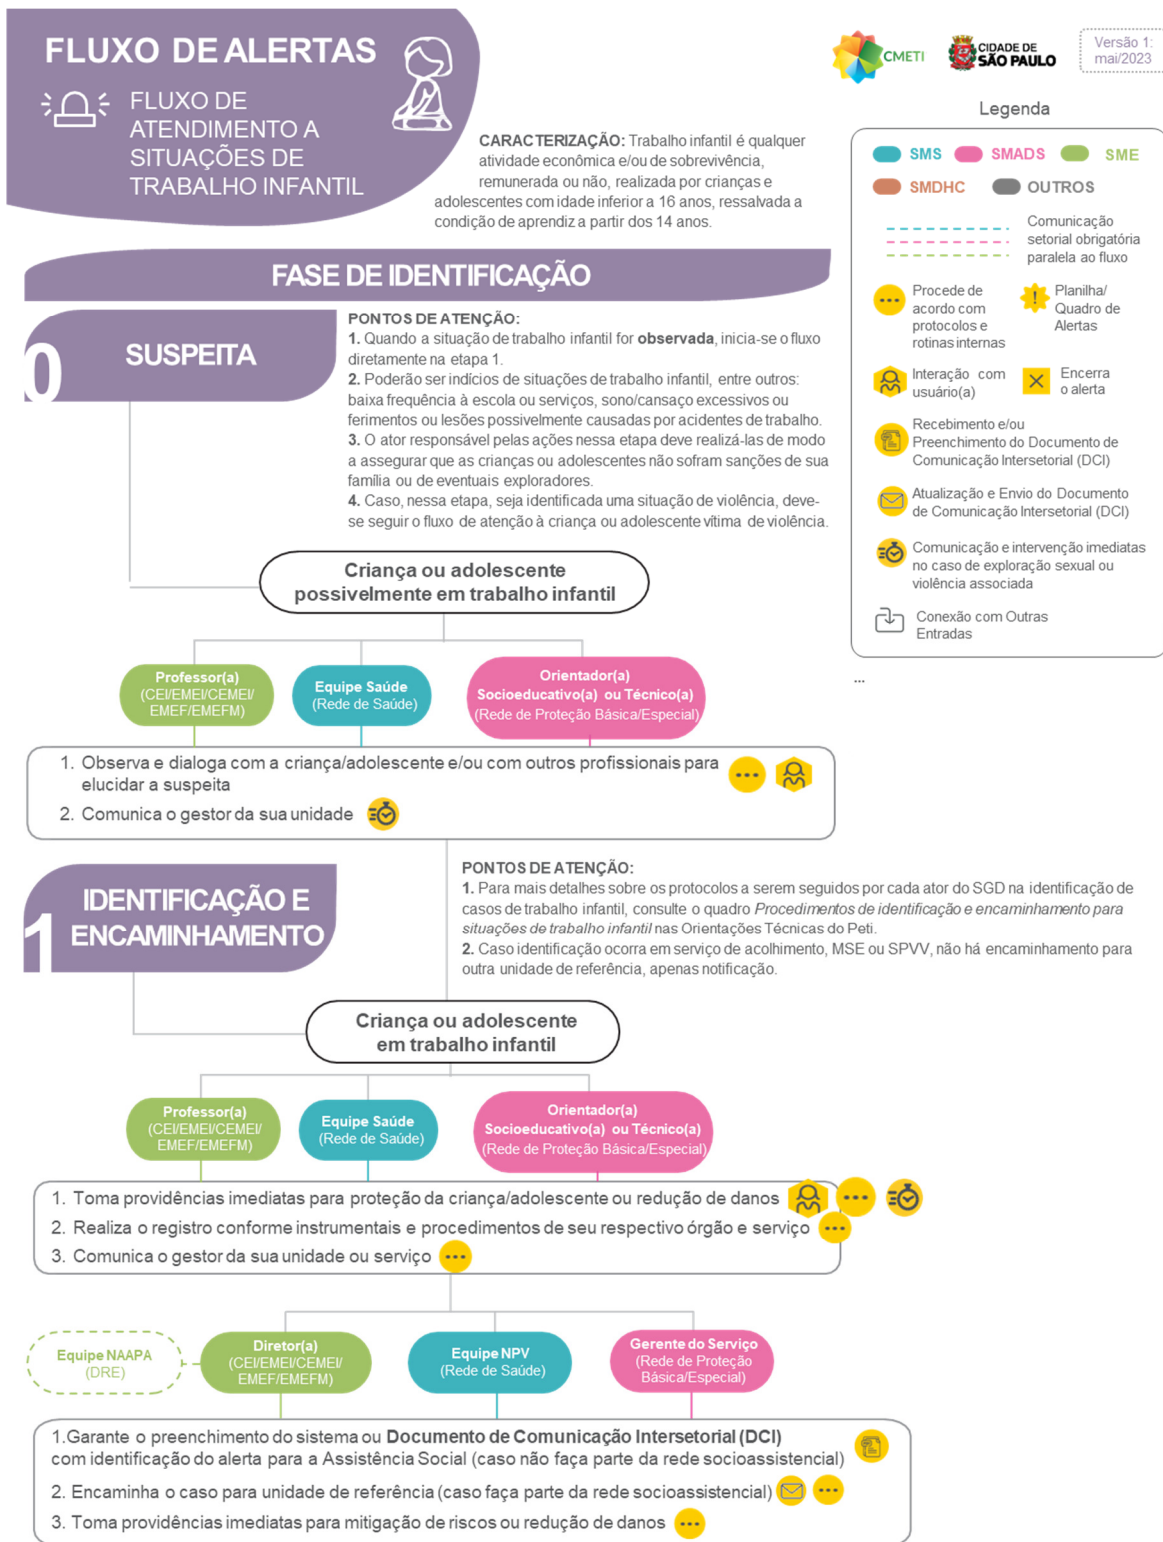 FLUXO DE ALERTAS
FLUXO DE
ATENDIMENTO A
SITUAÇÕES DE
TRABALHO INFANTIL
CMETI
CIDADE DE
SÃO PAULO
Versão 1:
mai/2023
CARACTERIZAÇÃO: Trabalho infantil é qualquer
atividade econômica e/ou de sobrevivência,
remunerada ou não, realizada por crianças e
adolescentes com idade inferior a 16 anos, ressalvada a
condição de aprendiz a partir dos 14 anos.
Legenda
SMS SMADS SME
SMDHC OUTROS
Comunicação
setorial obrigatória
paralela ao fluxo
Procede de
acordo com
protocolos e
rotinas internas
Planilha/
Quadro de
Alertas
Interação com
usuário(a)
Encerra
o alerta
Recebimento e/ou
Preenchimento do Documento de
Comunicação Intersetorial (DCI)
Atualização e Envio do Documento
de Comunicação Intersetorial (DCI)
Comunicação e intervenção imediatas
no caso de exploração sexual ou
violência associada
Conexão com Outras
Entradas
...
FASE DE IDENTIFICAÇÃO
0
SUSPEITA
PONTOS DE ATENÇÃO:
1. Quando a situação de trabalho infantil for observada, inicia-se o fluxo
diretamente na etapa 1.
2. Poderão ser indícios de situações de trabalho infantil, entre outros:
baixa frequência à escola ou serviços, sono/cansaço excessivos ou
ferimentos ou lesões possivelmente causadas por acidentes de trabalho.
3. O ator responsável pelas ações nessa etapa deve realizá-las de modo
a assegurar que as crianças ou adolescentes não sofram sanções de sua
família ou de eventuais exploradores.
4. Caso, nessa etapa, seja identificada uma situação de violência, deve-
se seguir o fluxo de atenção à criança ou adolescente vítima de violência.
Criança ou adolescente
possivelmente em trabalho infantil
Professor(a)
(CEI/EMEI/CEMEI/
EMEF/EMEFM)
Equipe Saúde
(Rede de Saúde)
Orientador(a)
Socioeducativo(a) ou Técnico(a)
(Rede de Proteção Básica/Especial)
1. Observa e dialoga com a criança/adolescente e/ou com outros profissionais para
elucidar a suspeita
2. Comunica o gestor da sua unidade
1
IDENTIFICAÇÃO E
ENCAMINHAMENTO
PONTOS DE ATENÇÃO:
1. Para mais detalhes sobre os protocolos a serem seguidos por cada ator do SGD na identificação de
casos de trabalho infantil, consulte o quadro Procedimentos de identificação e encaminhamento para
situações de trabalho infantil nas Orientações Técnicas do Peti.
2. Caso identificação ocorra em serviço de acolhimento, MSE ou SPVV, não há encaminhamento para
outra unidade de referência, apenas notificação.
Criança ou adolescente
em trabalho infantil
Professor(a)
(CEI/EMEI/CEMEI/
EMEF/EMEFM)
Equipe Saúde
(Rede de Saúde)
Orientador(a)
Socioeducativo(a) ou Técnico(a)
(Rede de Proteção Básica/Especial)
1. Toma providências imediatas para proteção da criança/adolescente ou redução de danos
2. Realiza o registro conforme instrumentais e procedimentos de seu respectivo órgão e serviço
3. Comunica o gestor da sua unidade ou serviço
Equipe NAAPA
(DRE)
Diretor(a)
(CEI/EMEI/CEMEI/
EMEF/EMEFM)
Equipe NPV
(Rede de Saúde)
Gerente do Serviço
(Rede de Proteção
Básica/Especial)
1.Garante o preenchimento do sistema ou Documento de Comunicação Intersetorial (DCI)
com identificação do alerta para a Assistência Social (caso não faça parte da rede socioassistencial)
2. Encaminha o caso para unidade de referência (caso faça parte da rede socioassistencial)
3. Toma providências imediatas para mitigação de riscos ou redução de danos